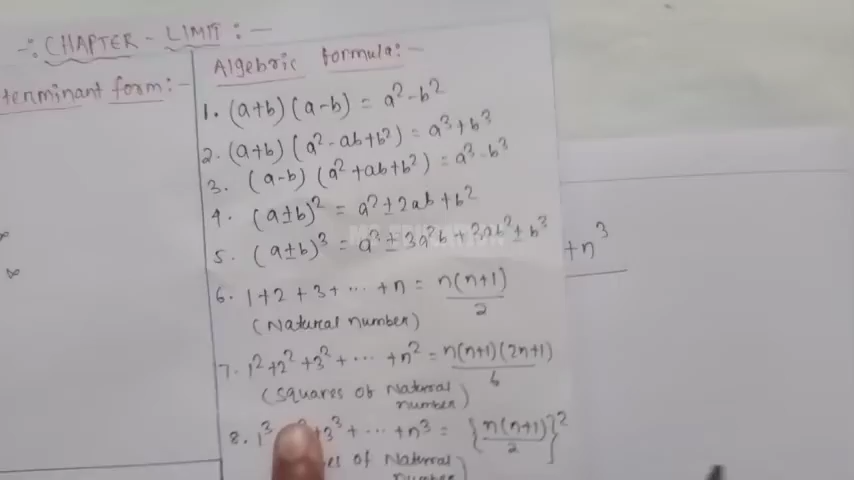 -: CHAPTER - LIMIT :-
terminant form:-
∞
∞
Algebric formula:-
1. (a+b) (a-b) = a²-b²
2. (a+b) (a²-ab+b²) = a³+b³
3. (a-b) (a²+ab+b²) = a³-b³
4. (a±b)² = a²±2ab+b²
5. (a±b)³ = a³±3a²b+3ab²±b³
6. 1+2+3+ ... +n = n(n+1)/2
(Natural number)
7. 1²+2²+3²+ ... +n² = n(n+1)(2n+1)/6
(Squares of Natural
number)
8. 1³ +3³+ ... +n³ = {n(n+1)/2}²
of Natural
number
+n³